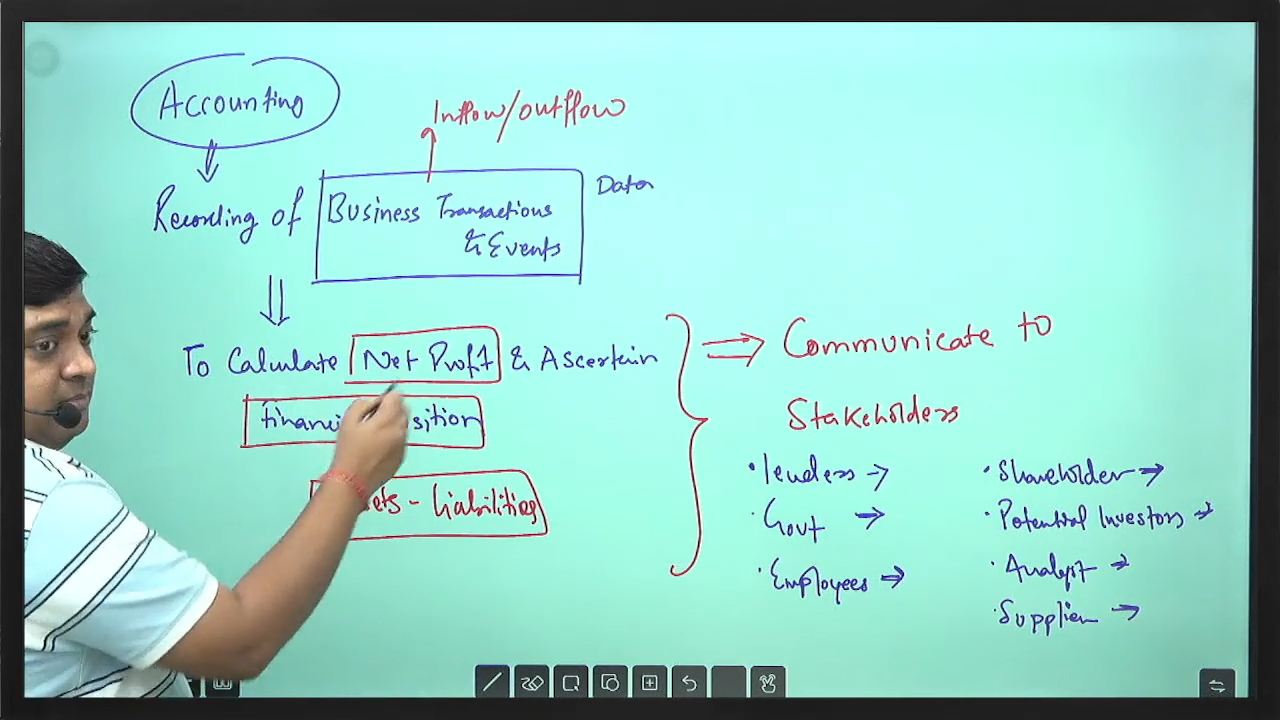 Accounting
Inflow/outflow
Recording of Business Transactions
& Events
Data
To Calculate Net Profit & Ascertain
Assets - Liabilities
Communicate to
Stakeholders
· lenders →
· Govt →
· Employees →
· Shareholder →
· Potential Investors →
· Analyst →
· Supplier →